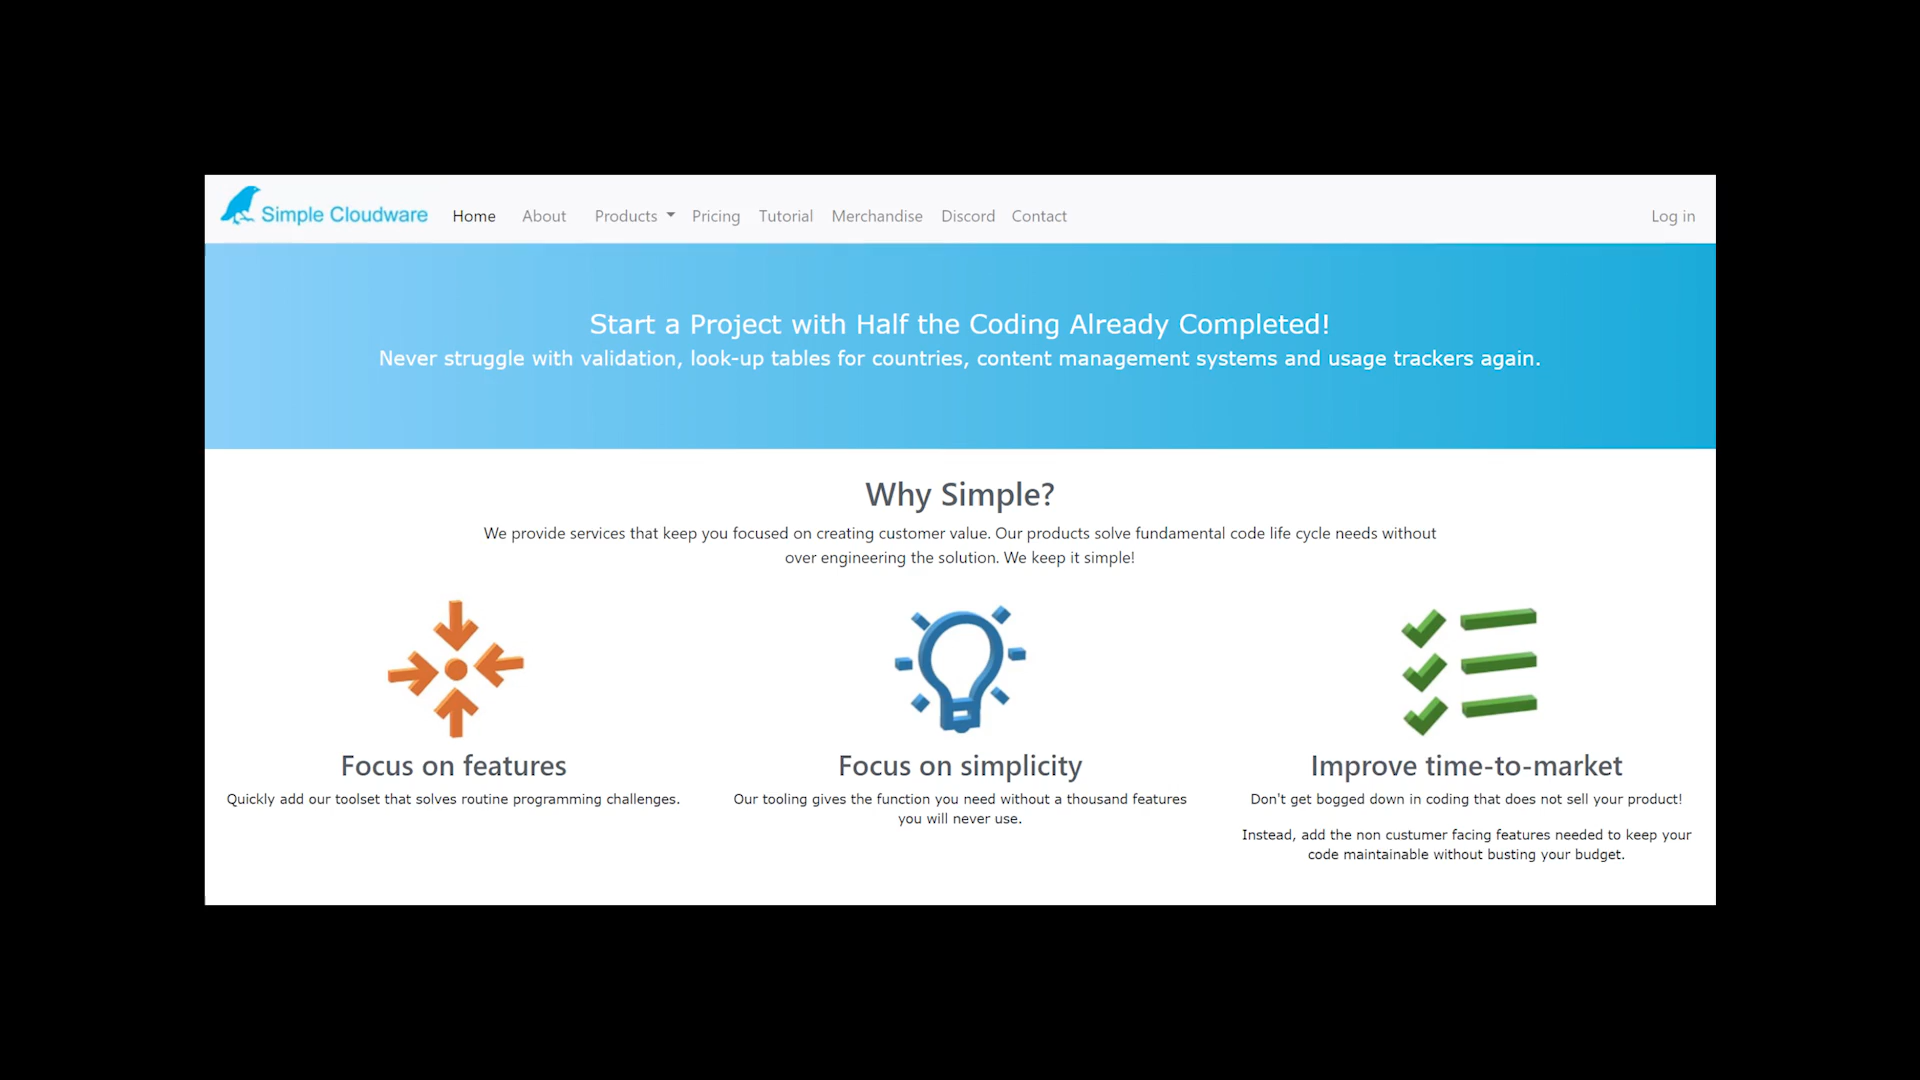 Simple Cloudware Home About Products Pricing Tutorial Merchandise Discord Contact Log in
Start a Project with Half the Coding Already Completed!
Never struggle with validation, look-up tables for countries, content management systems and usage trackers again.
Why Simple?
We provide services that keep you focused on creating customer value. Our products solve fundamental code life cycle needs without
over engineering the solution. We keep it simple!
Focus on features
Quickly add our toolset that solves routine programming challenges.
Focus on simplicity
Our tooling gives the function you need without a thousand features
you will never use.
Improve time-to-market
Don't get bogged down in coding that does not sell your product!
Instead, add the non custumer facing features needed to keep your
code maintainable without busting your budget.